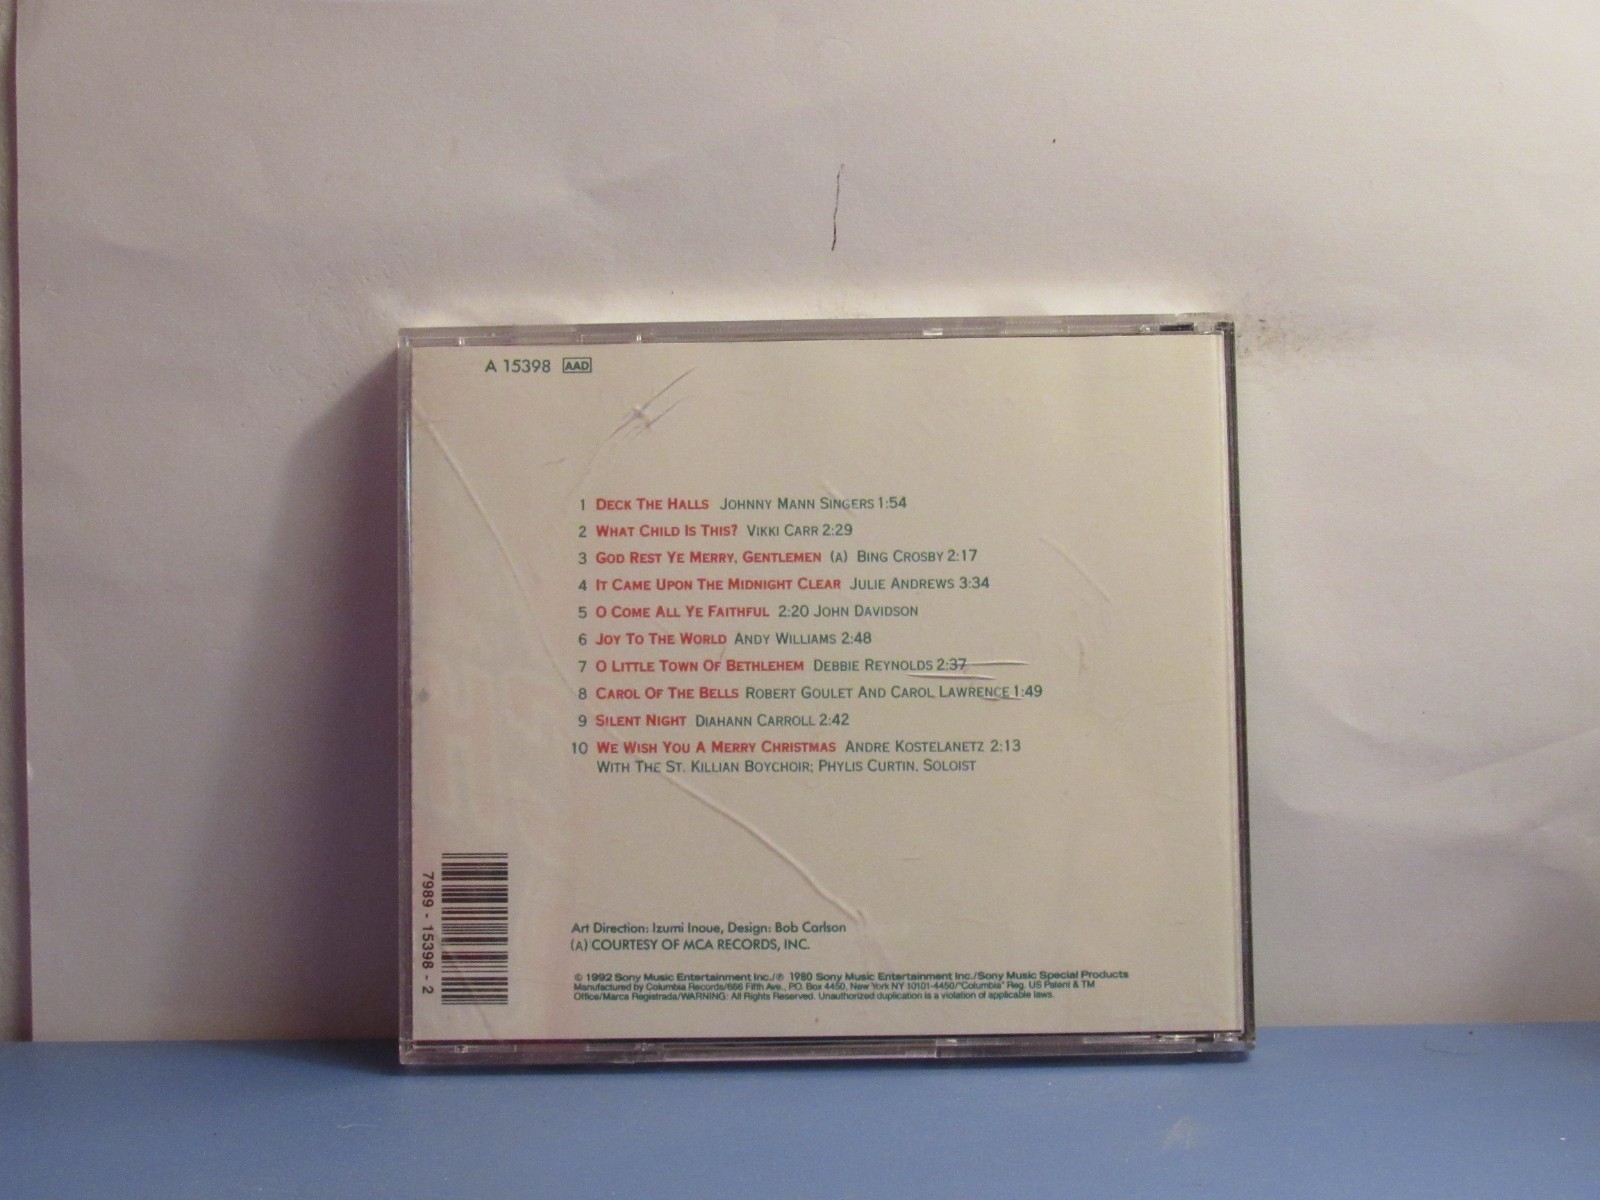 A 15398 AAD
1 DECK THE HALLS JOHNNY MANN SINGERS 1:54
2 WHAT CHILD IS THIS? VIKKI CARR 2:29
3 GOD REST YE MERRY, GENTLEMEN (A) BING CROSBY 2:17
4 IT CAME UPON THE MIDNIGHT CLEAR JULIE ANDREWS 3:34
5 O COME ALL YE FAITHFUL 2:20 JOHN DAVIDSON
6 JOY TO THE WORLD ANDY WILLIAMS 2:48
7 O LITTLE TOWN OF BETHLEHEM DEBBIE REYNOLDS 2:37
8 CAROL OF THE BELLS ROBERT GOULET AND CAROL LAWRENCE 1:49
9 SILENT NIGHT DIAHANN CARROLL 2:42
10 WE WISH YOU A MERRY CHRISTMAS ANDRE KOSTELANETZ 2:13
WITH THE ST. KILLIAN BOYCHOIR; PHYLIS CURTIN, SOLOIST
7989 - 15398 - 2
Art Direction: Izumi Inoue, Design: Bob Carlson
(A) COURTESY OF MCA RECORDS, INC.
© 1992 Sony Music Entertainment Inc./℗ 1980 Sony Music Entertainment Inc./Sony Music Special Products
Manufactured by Columbia Records/666 Fifth Ave., P.O. Box 4450, New York NY 10101-4450/"Columbia" Reg. US Patent & TM
Office/Marca Registrada/WARNING: All Rights Reserved. Unauthorized duplication is a violation of applicable laws.